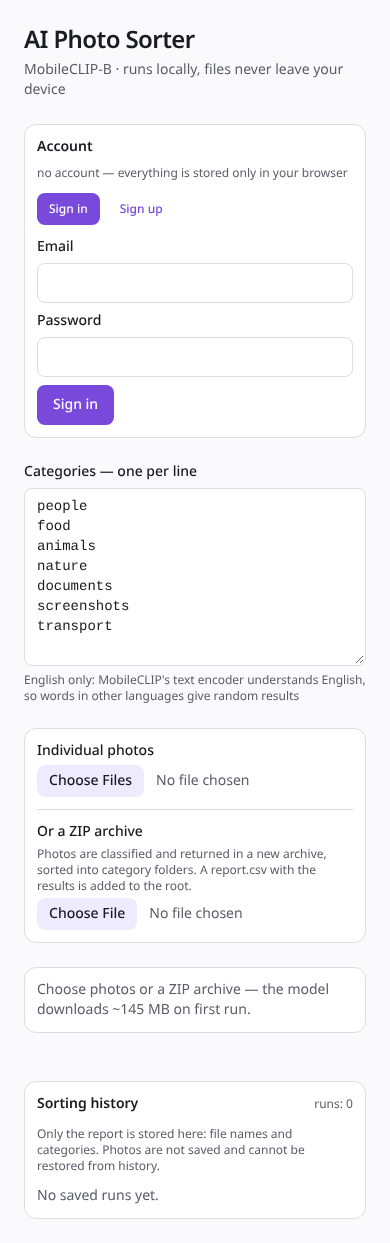 AI Photo Sorter
MobileCLIP-B · runs locally, files never leave your
device
Account
no account — everything is stored only in your browser
Sign in
Sign up
Email
Password
Sign in
Categories — one per line
people
food
animals
nature
documents
screenshots
transport
English only: MobileCLIP's text encoder understands English,
so words in other languages give random results
Individual photos
Choose Files No file chosen
Or a ZIP archive
Photos are classified and returned in a new archive,
sorted into category folders. A report.csv with the
results is added to the root.
Choose File No file chosen
Choose photos or a ZIP archive — the model
downloads ~145 MB on first run.
Sorting history runs: 0
Only the report is stored here: file names and
categories. Photos are not saved and cannot be
restored from history.
No saved runs yet.